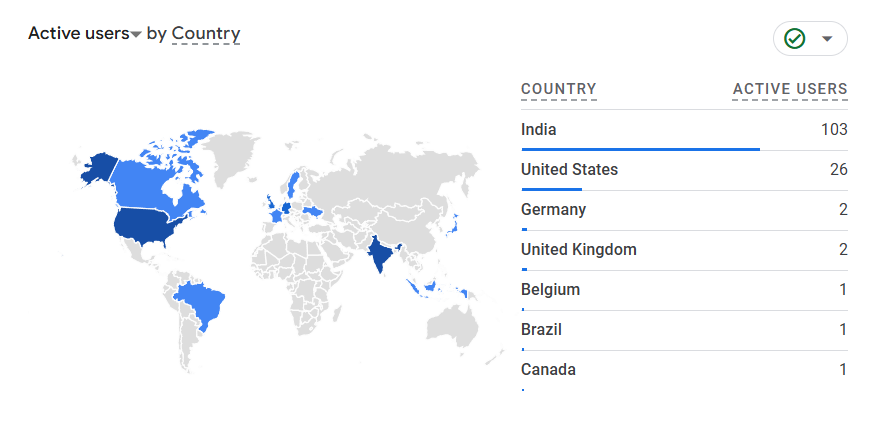 Active users by Country
COUNTRY ACTIVE USERS
India 103
United States 26
Germany 2
United Kingdom 2
Belgium 1
Brazil 1
Canada 1